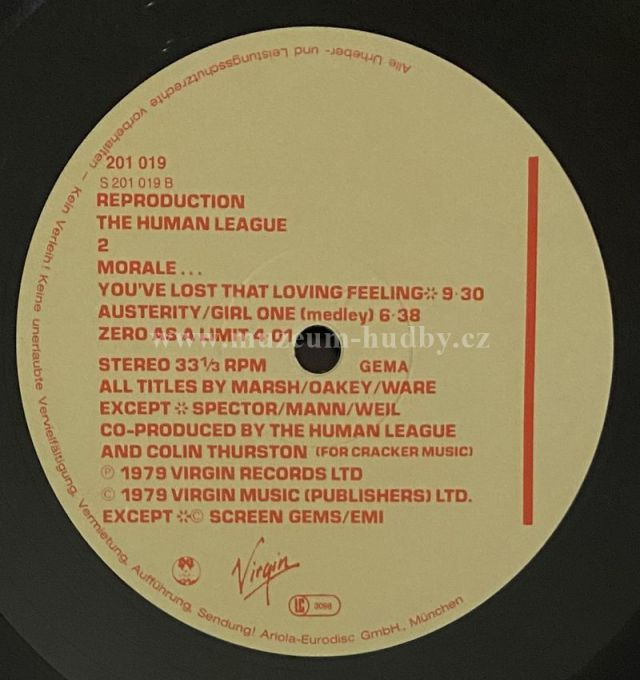 Alle Urheber- und Leistungsschutzrechte vorbehalten – Kein Verleih! Keine unerlaubte Vervielfältigung, Vermietung, Aufführung, Sendung! Ariola-Eurodisc GmbH., München
201 019
S 201 019 B
REPRODUCTION
THE HUMAN LEAGUE
2
MORALE...
YOU'VE LOST THAT LOVING FEELING※ 9·30
AUSTERITY/GIRL ONE (medley) 6·38
ZERO AS A LIMIT 4·01
www.muzeum-hudby.cz
STEREO 33⅓ RPM GEMA
ALL TITLES BY MARSH/OAKEY/WARE
EXCEPT ※ SPECTOR/MANN/WEIL
CO-PRODUCED BY THE HUMAN LEAGUE
AND COLIN THURSTON (FOR CRACKER MUSIC)
℗ 1979 VIRGIN RECORDS LTD
© 1979 VIRGIN MUSIC (PUBLISHERS) LTD.
EXCEPT ※© SCREEN GEMS/EMI
Virgin
LC 3098